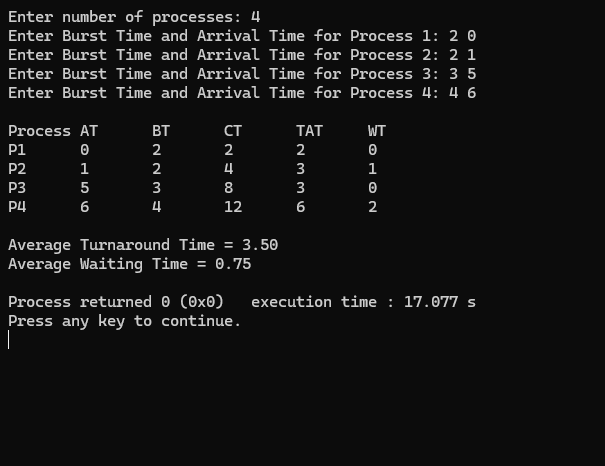 Enter number of processes: 4
Enter Burst Time and Arrival Time for Process 1: 2 0
Enter Burst Time and Arrival Time for Process 2: 2 1
Enter Burst Time and Arrival Time for Process 3: 3 5
Enter Burst Time and Arrival Time for Process 4: 4 6
Process AT      BT      CT      TAT     WT
P1      0       2       2       2       0
P2      1       2       4       3       1
P3      5       3       8       3       0
P4      6       4       12      6       2
Average Turnaround Time = 3.50
Average Waiting Time = 0.75
Process returned 0 (0x0)   execution time : 17.077 s
Press any key to continue.